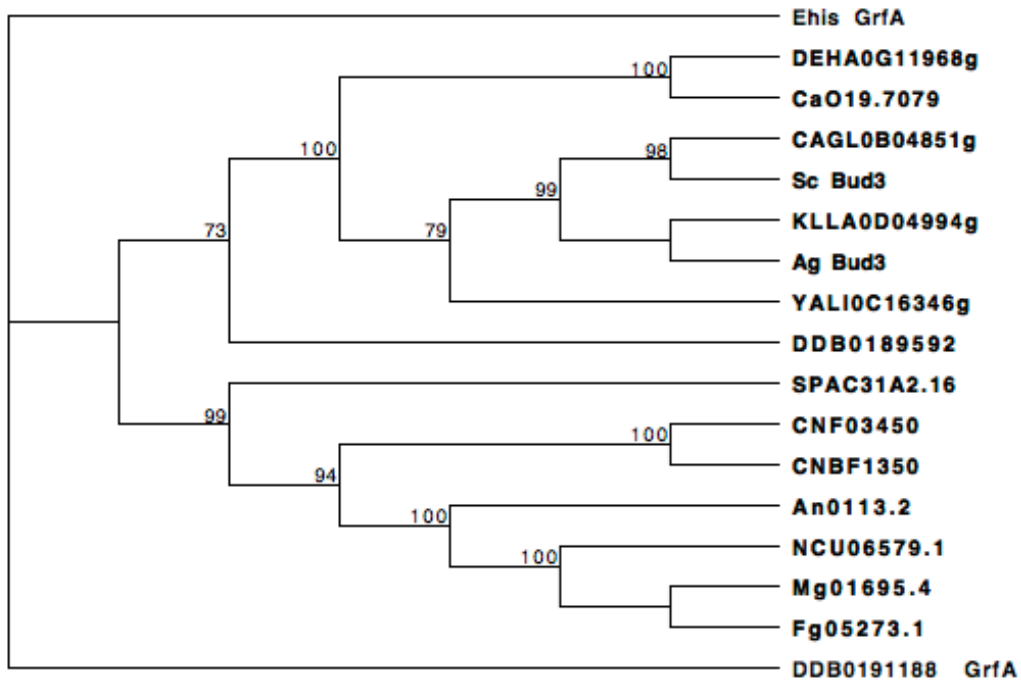 Ehis GrfA
DEHA0G11968g
100
CaO19.7079
CAGL0B04851g
100
98
Sc Bud3
99
KLLA0D04994g
73
79
Ag Bud3
YALI0C16346g
DDB0189592
SPAC31A2.16
99
CNF03450
100
CNBF1350
94
An0113.2
100
NCU06579.1
100
Mg01695.4
Fg05273.1
DDB0191188 GrfA